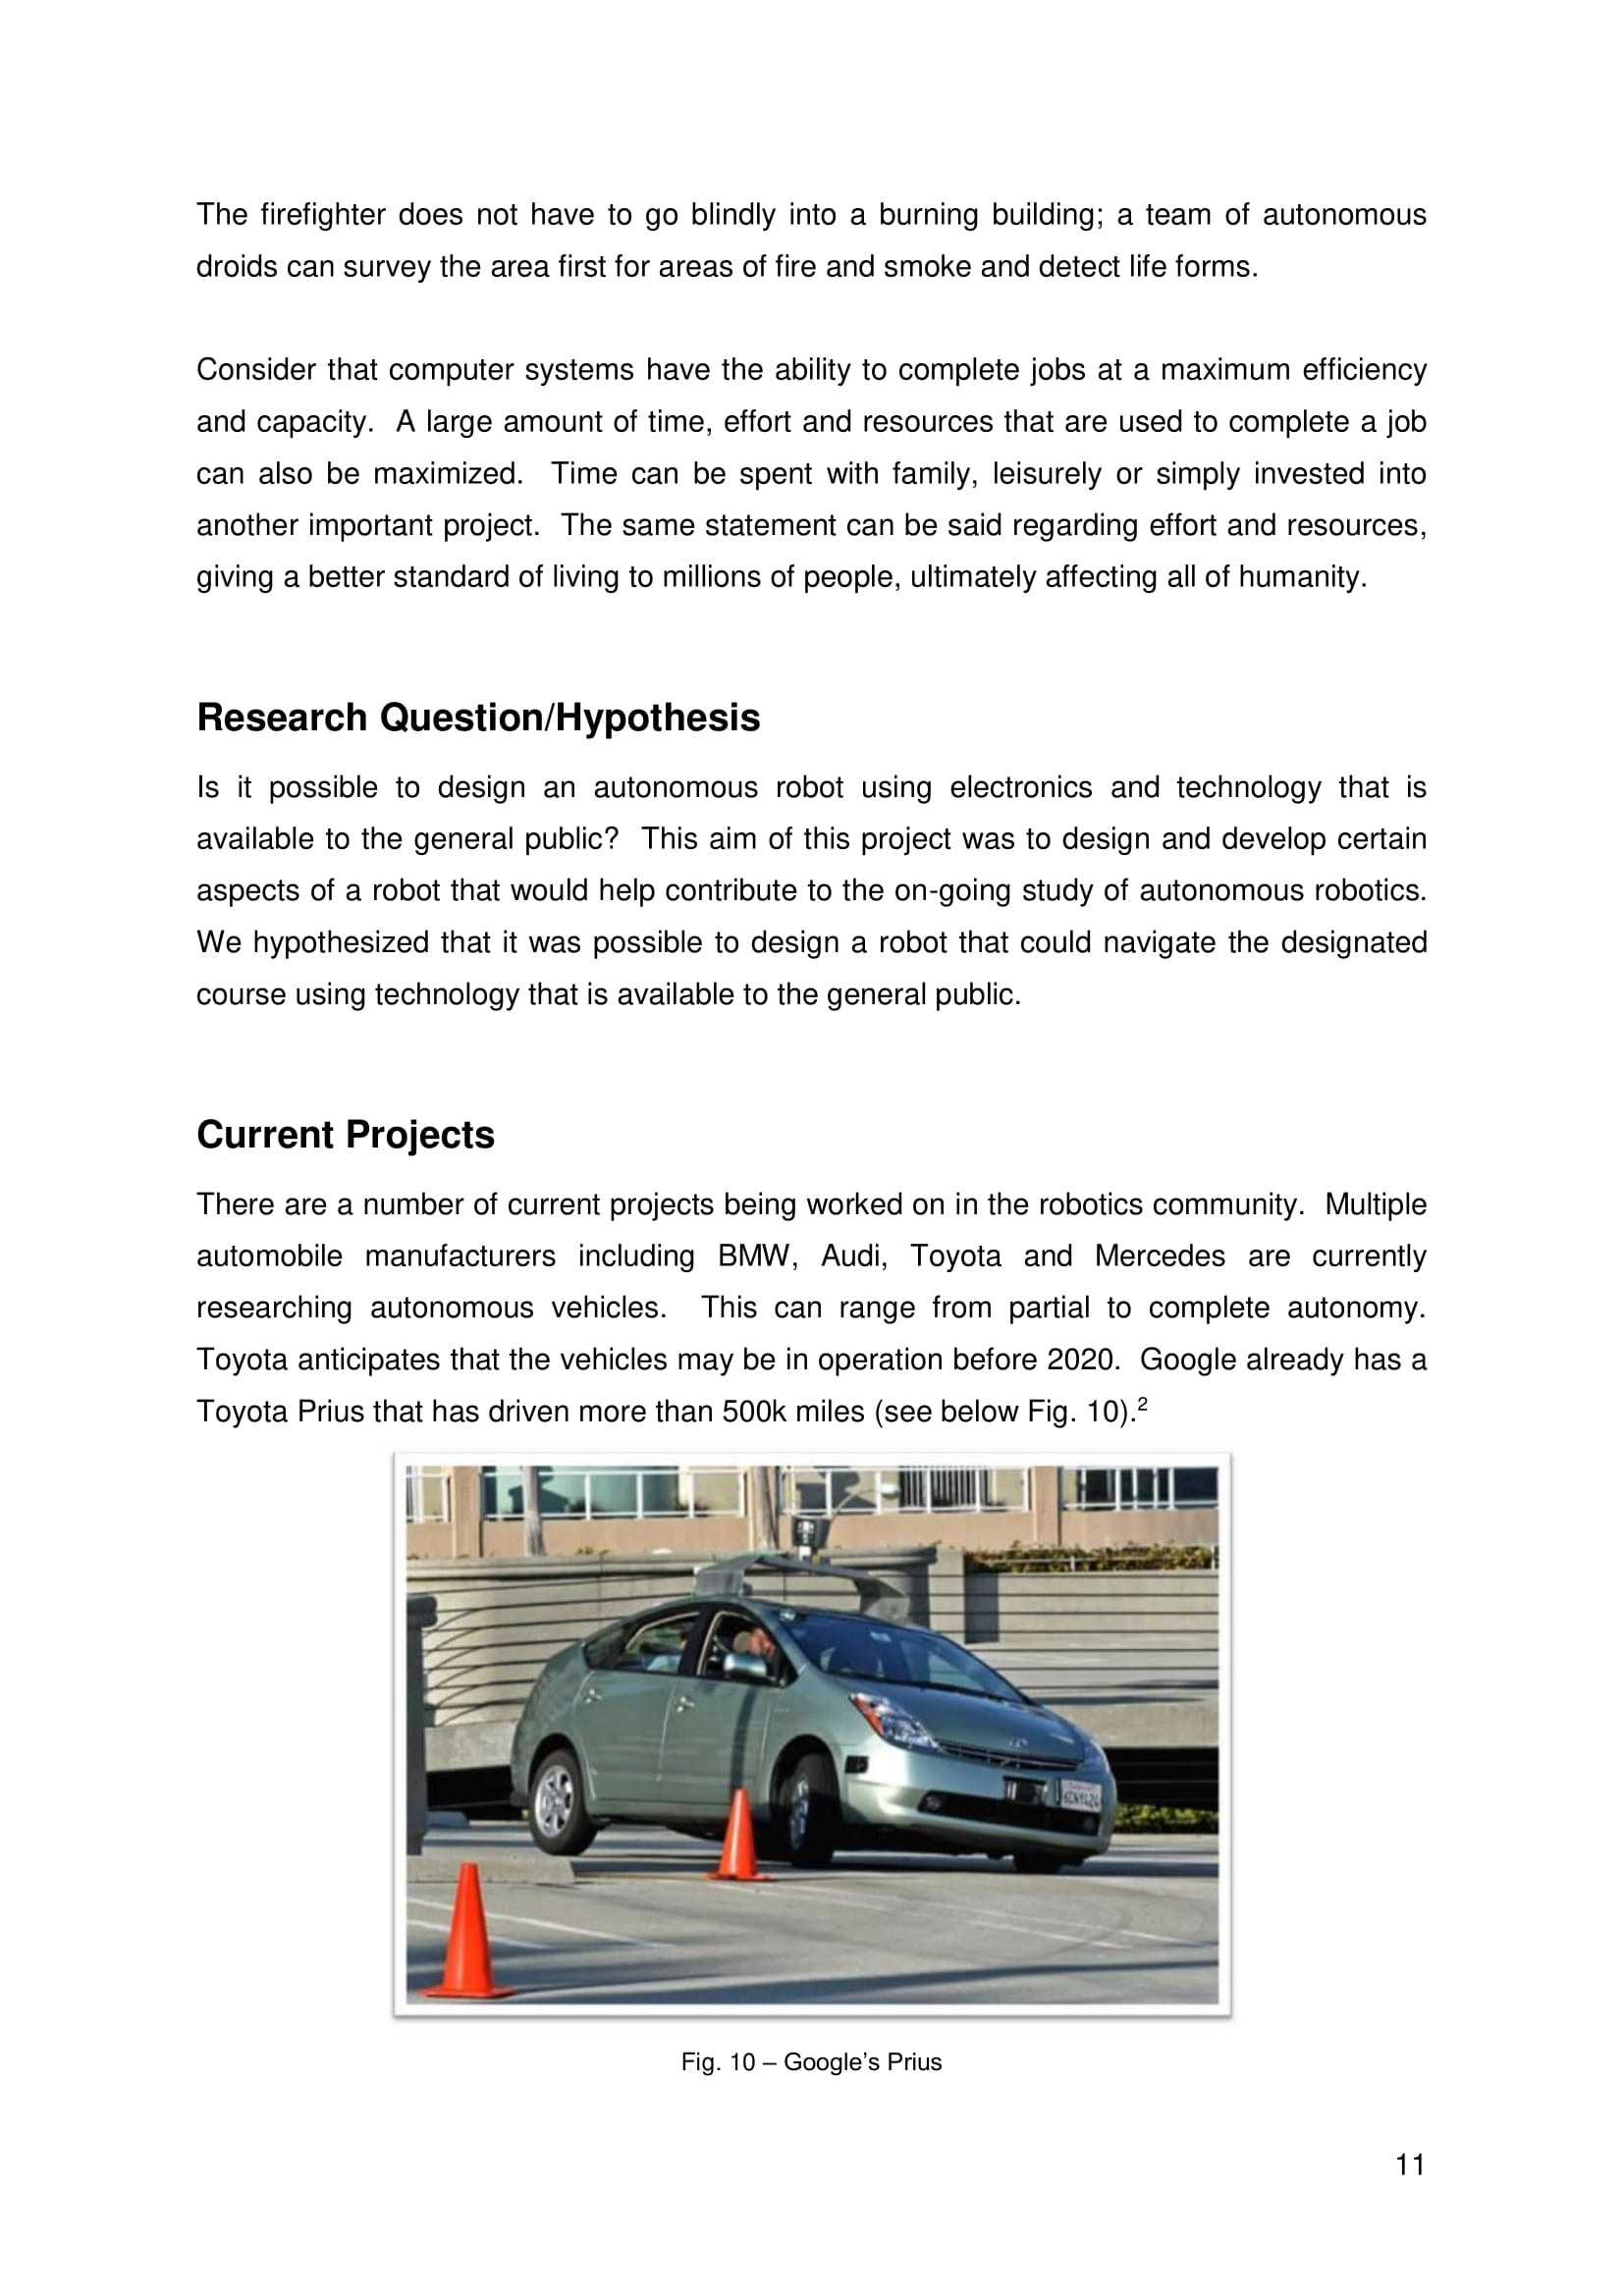 The firefighter does not have to go blindly into a burning building; a team of autonomous
droids can survey the area first for areas of fire and smoke and detect life forms.
Consider that computer systems have the ability to complete jobs at a maximum efficiency
and capacity.  A large amount of time, effort and resources that are used to complete a job
can also be maximized.  Time can be spent with family, leisurely or simply invested into
another important project.  The same statement can be said regarding effort and resources,
giving a better standard of living to millions of people, ultimately affecting all of humanity.
Research Question/Hypothesis
Is it possible to design an autonomous robot using electronics and technology that is
available to the general public?  This aim of this project was to design and develop certain
aspects of a robot that would help contribute to the on-going study of autonomous robotics.
We hypothesized that it was possible to design a robot that could navigate the designated
course using technology that is available to the general public.
Current Projects
There are a number of current projects being worked on in the robotics community.  Multiple
automobile manufacturers including BMW, Audi, Toyota and Mercedes are currently
researching autonomous vehicles.  This can range from partial to complete autonomy.
Toyota anticipates that the vehicles may be in operation before 2020.  Google already has a
Toyota Prius that has driven more than 500k miles (see below Fig. 10).²
Fig. 10 – Google’s Prius
11